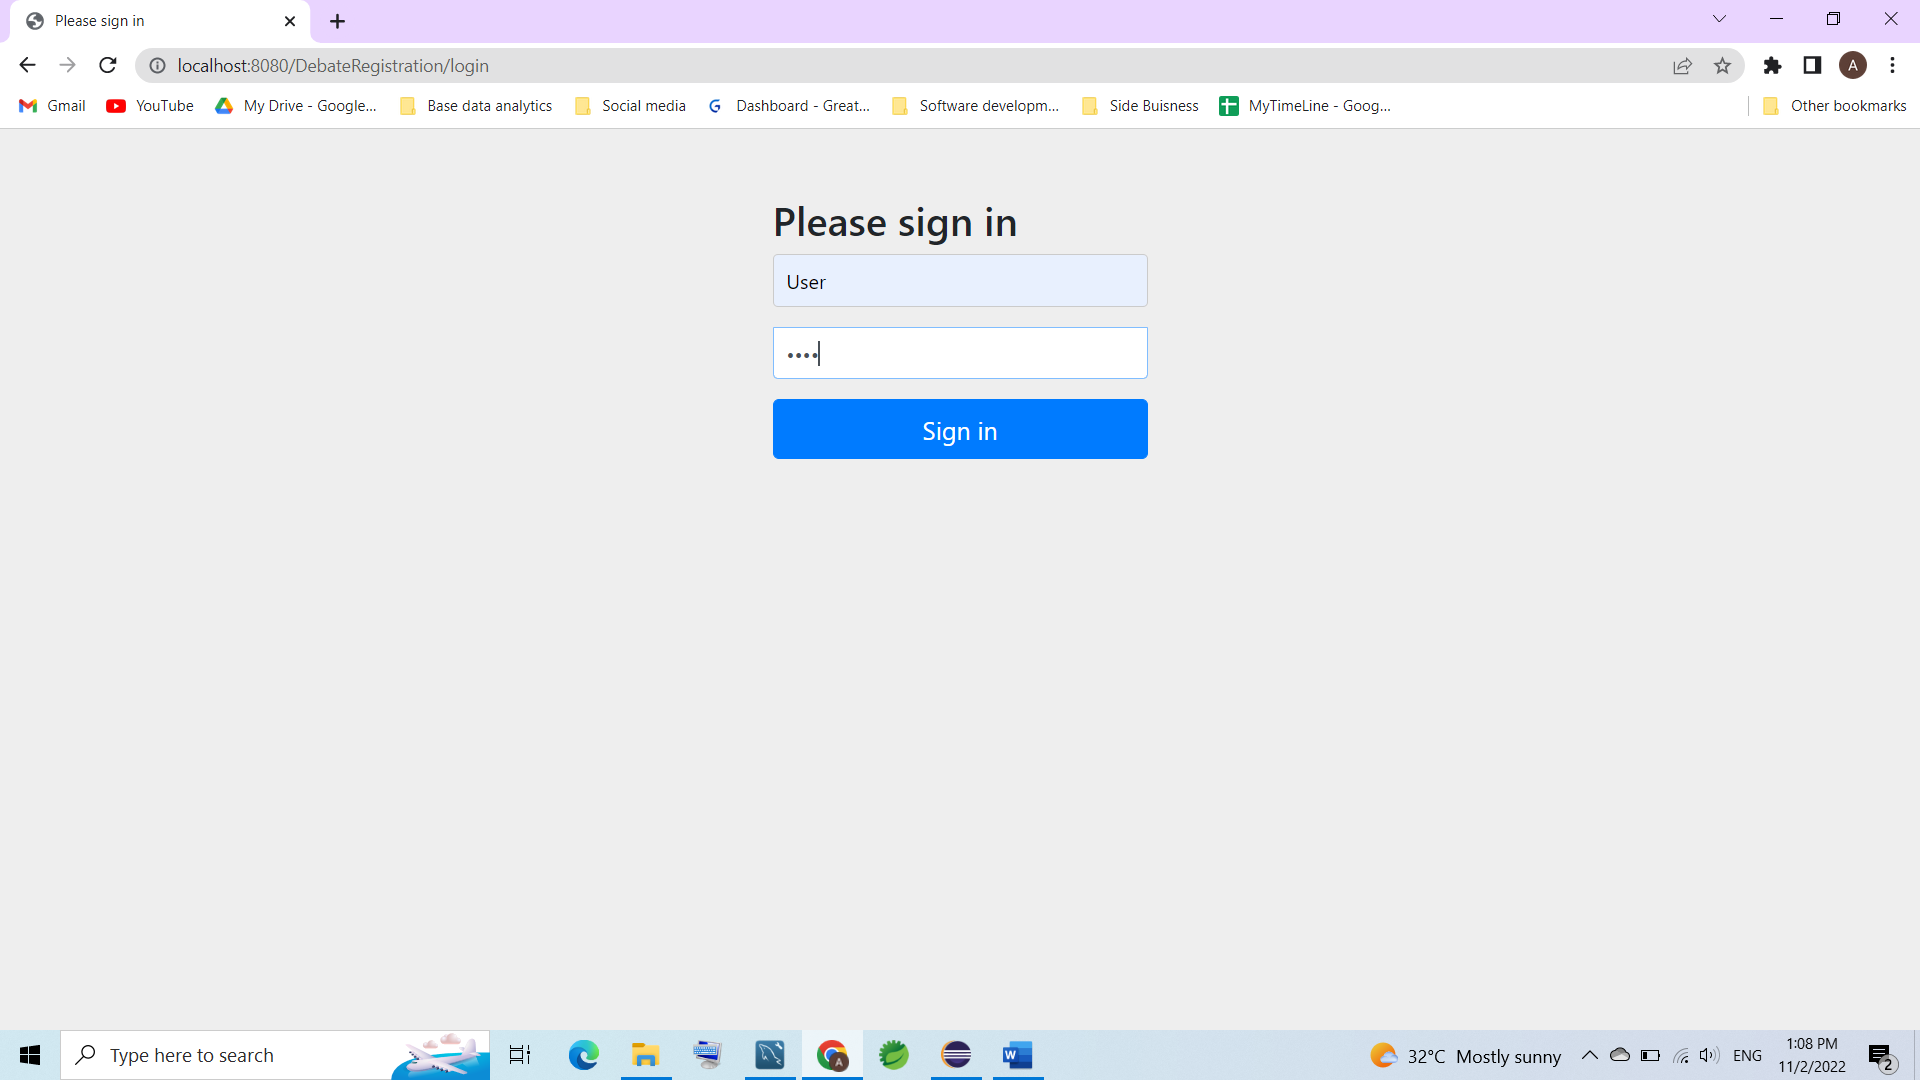 Please sign in
localhost:8080/DebateRegistration/login
A
Gmail YouTube My Drive - Google... Base data analytics Social media Dashboard - Great... Software developm... Side Buisness MyTimeLine - Goog... Other bookmarks
Please sign in
User
••••
Sign in
Type here to search
32°C Mostly sunny
ENG
1:08 PM
11/2/2022
2